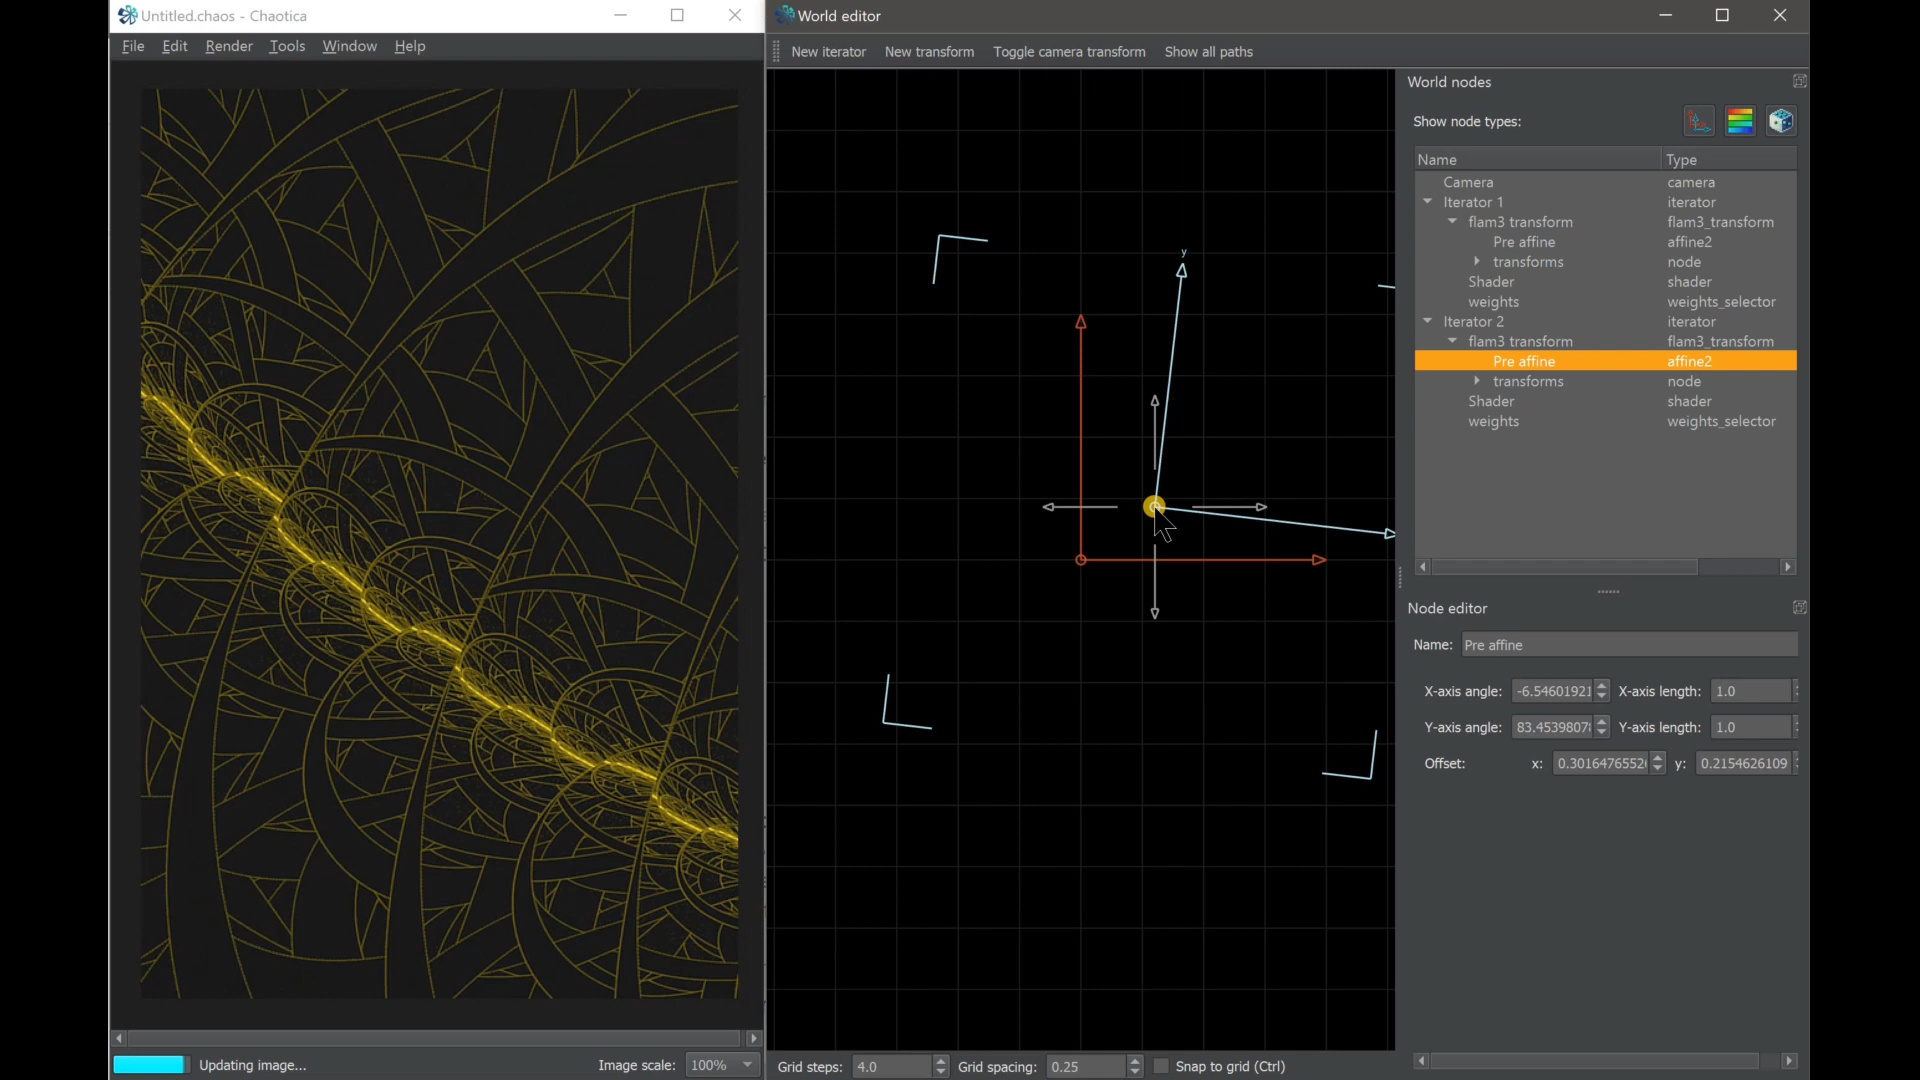 Untitled.chaos - Chaotica
File Edit Render Tools Window Help
Updating image...
Image scale: 100%
World editor
New iterator New transform Toggle camera transform Show all paths
y
Grid steps: 4.0 Grid spacing: 0.25 Snap to grid (Ctrl)
World nodes
Show node types:
Name Type
Camera camera
Iterator 1 iterator
flam3 transform flam3_transform
Pre affine affine2
transforms node
Shader shader
weights weights_selector
Iterator 2 iterator
flam3 transform flam3_transform
Pre affine affine2
transforms node
Shader shader
weights weights_selector
Node editor
Name: Pre affine
X-axis angle: -6.5460192 X-axis length: 1.0
Y-axis angle: 83.4539807 Y-axis length: 1.0
Offset: x: 0.3016476552 y: 0.2154626109